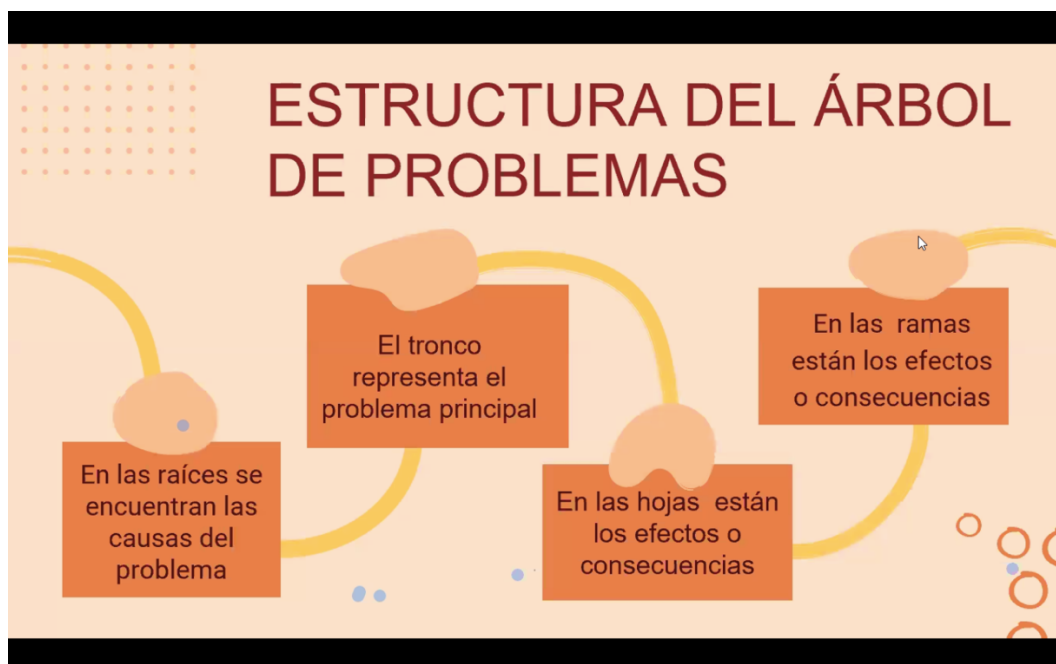 ESTRUCTURA DEL ÁRBOL
DE PROBLEMAS
En las raíces se
encuentran las
causas del
problema
El tronco
representa el
problema principal
En las hojas están
los efectos o
consecuencias
En las ramas
están los efectos
o consecuencias